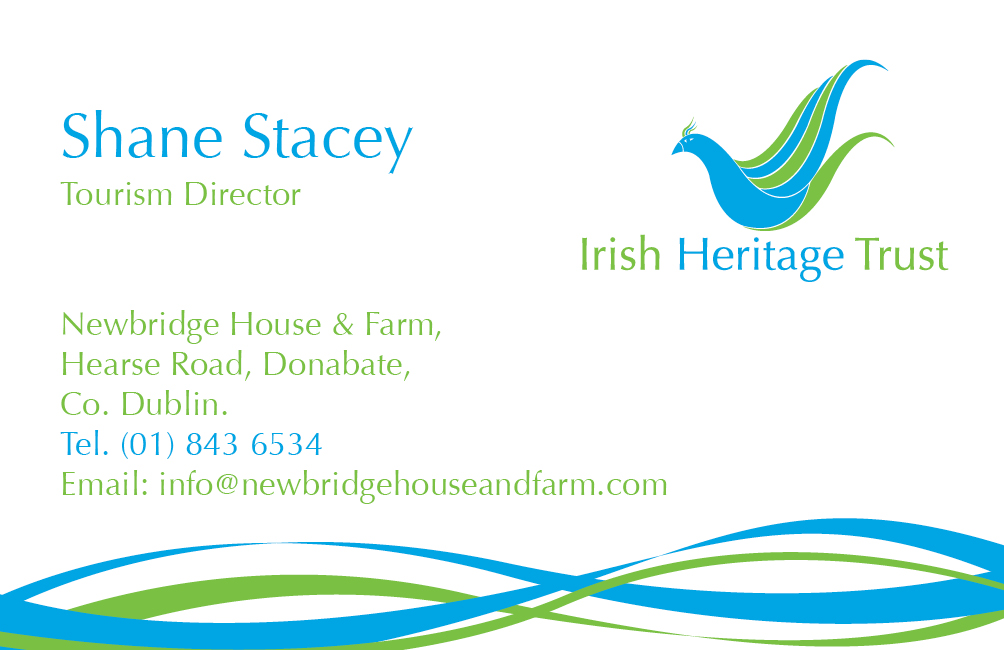 Shane Stacey
Tourism Director
Irish Heritage Trust
Newbridge House & Farm,
Hearse Road, Donabate,
Co. Dublin.
Tel. (01) 843 6534
Email: info@newbridgehouseandfarm.com